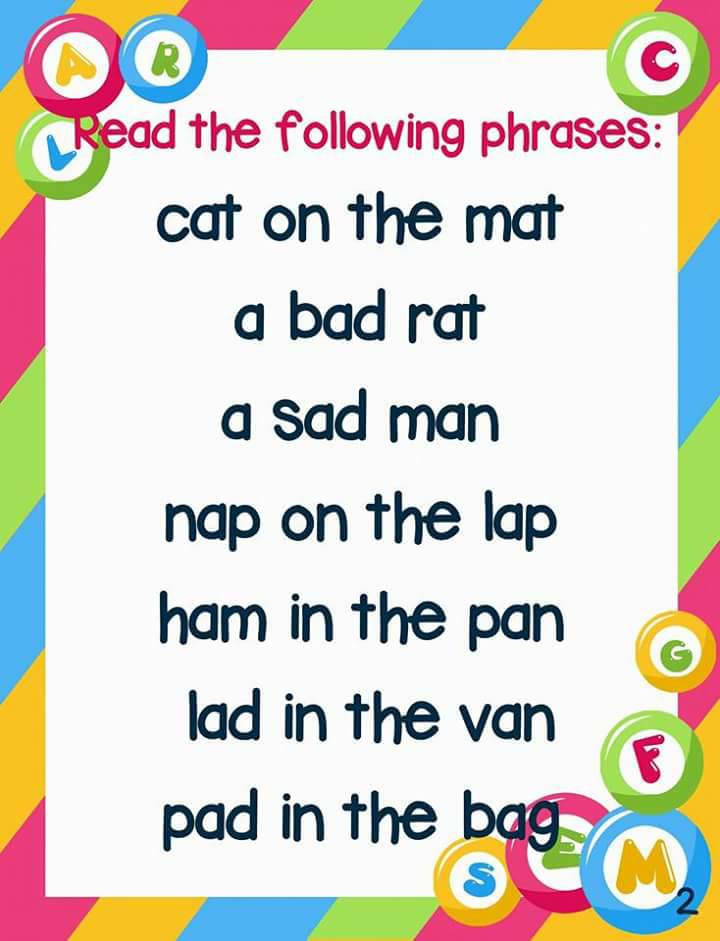 A R C
L
Read the following phrases:
cat on the mat
a bad rat
a sad man
nap on the lap
ham in the pan
lad in the van
pad in the bag
G
F
S E M
2